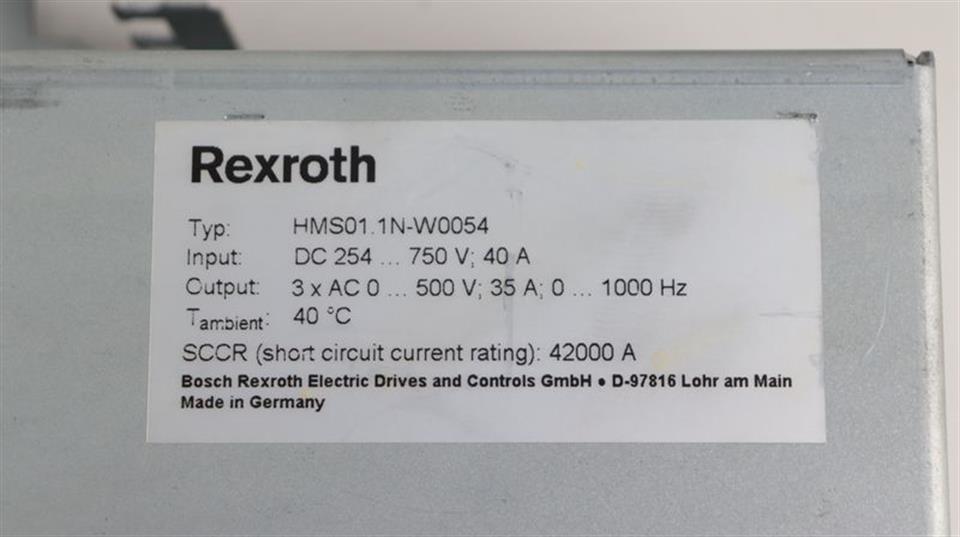 Rexroth
Typ: HMS01.1N-W0054
Input: DC 254 ... 750 V; 40 A
Output: 3 x AC 0 ... 500 V; 35 A; 0 ... 1000 Hz
Tambient: 40 °C
SCCR (short circuit current rating): 42000 A
Bosch Rexroth Electric Drives and Controls GmbH • D-97816 Lohr am Main
Made in Germany